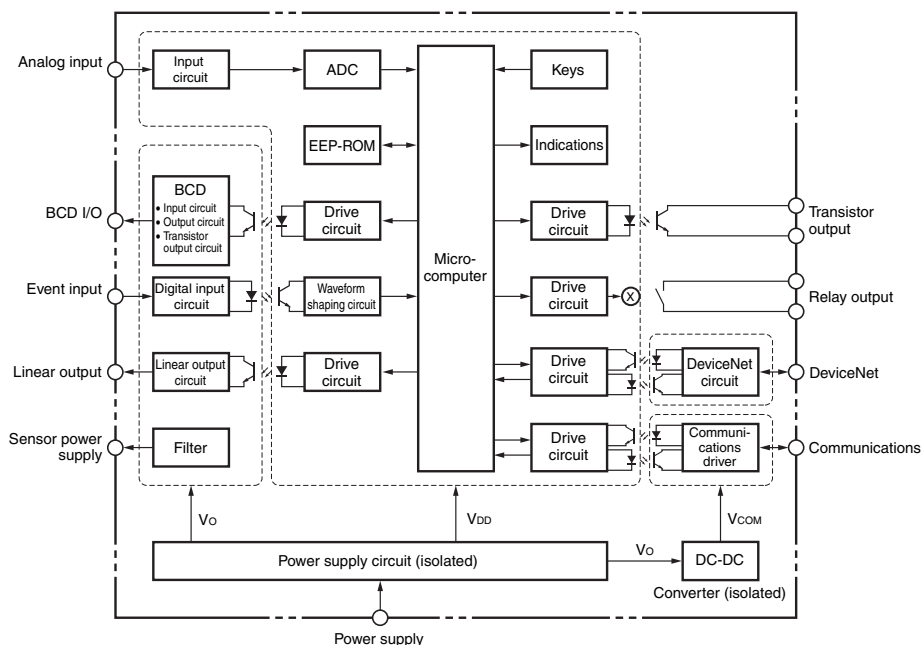 Analog input
Input
circuit
ADC
Keys
EEP-ROM
Indications
BCD I/O
BCD
• Input circuit
• Output circuit
• Transistor
output circuit
Drive
circuit
Micro-
computer
Drive
circuit
Transistor
output
Event input
Digital input
circuit
Waveform
shaping circuit
Drive
circuit
X
Relay output
Linear output
Linear output
circuit
Drive
circuit
Drive
circuit
DeviceNet
circuit
DeviceNet
Sensor power
supply
Filter
Drive
circuit
Communi-
cations
driver
Communications
VO
VDD
VCOM
Power supply circuit (isolated)
VO
DC-DC
Converter (isolated)
Power supply